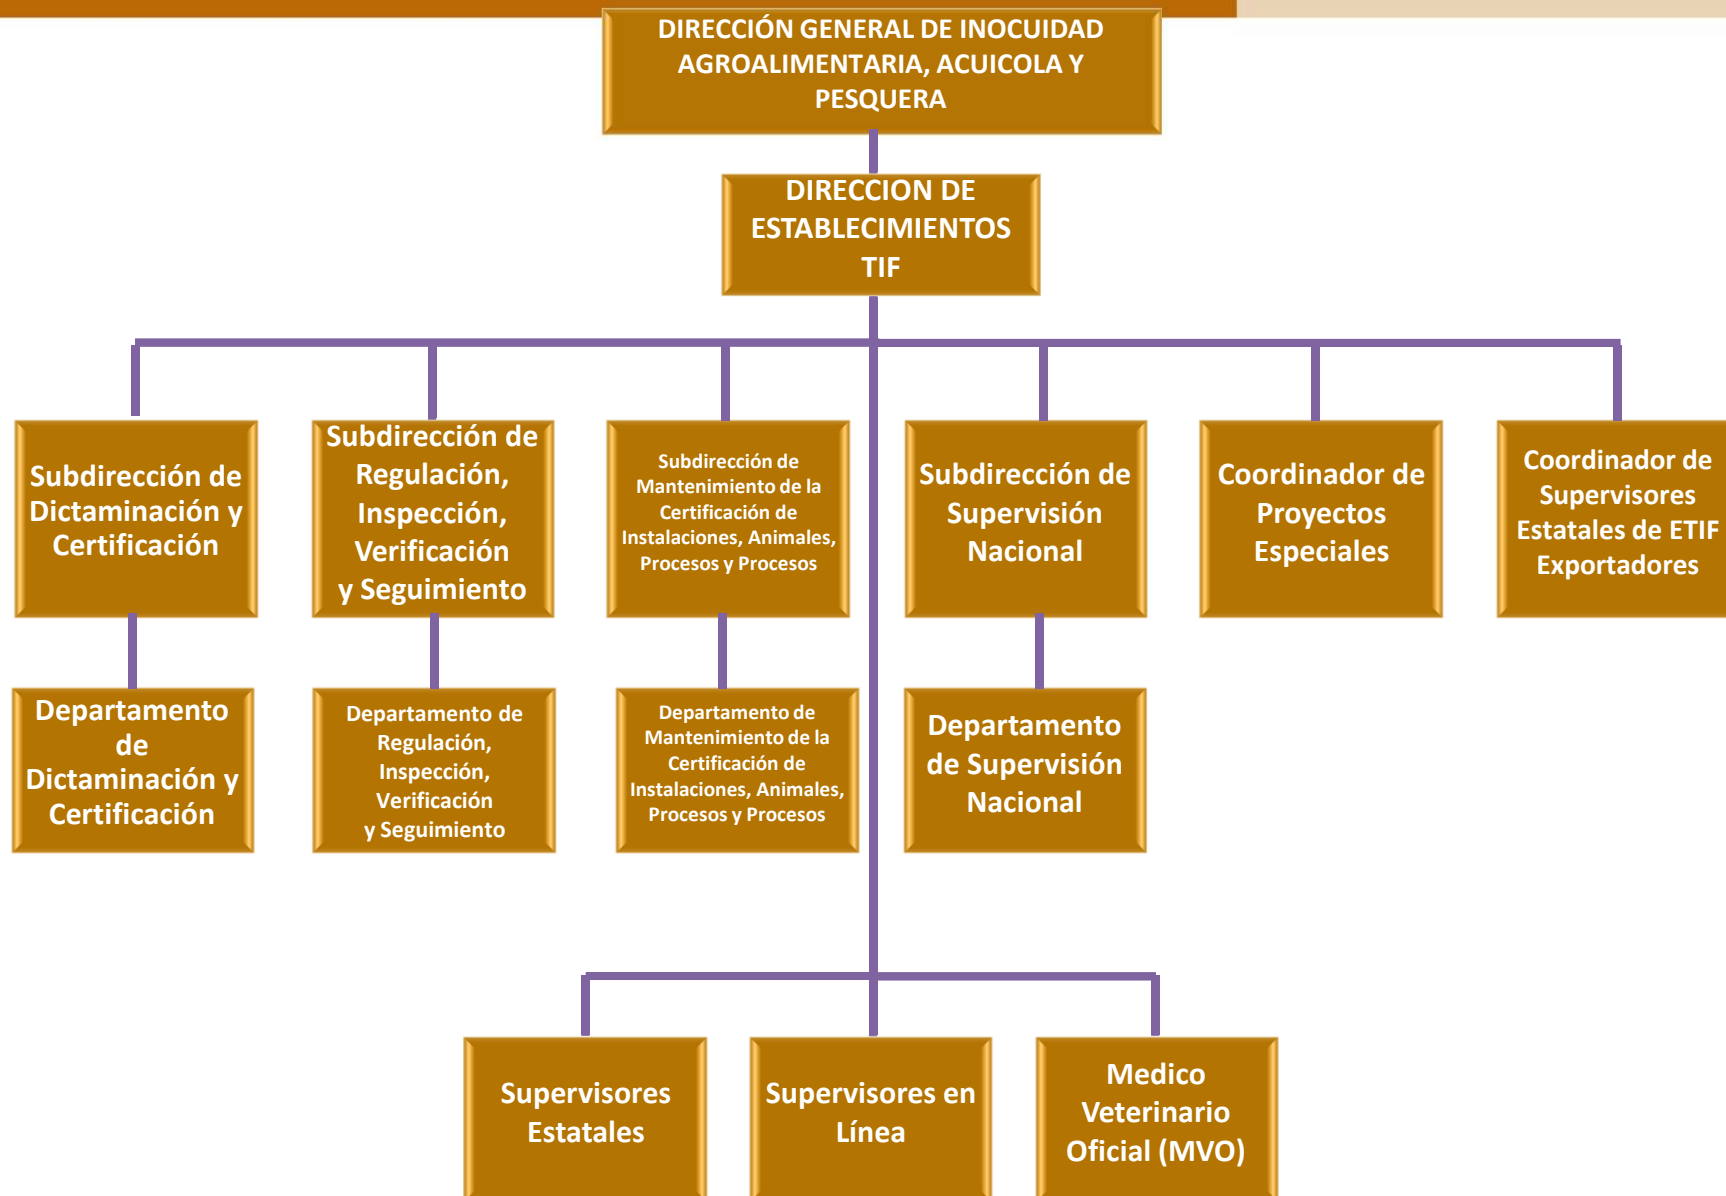 DIRECCIÓN GENERAL DE INOCUIDAD
AGROALIMENTARIA, ACUICOLA Y
PESQUERA
DIRECCION DE
ESTABLECIMIENTOS
TIF
Subdirección de
Dictaminación y
Certificación
Subdirección de
Regulación,
Inspección,
Verificación
y Seguimiento
Subdirección de
Mantenimiento de la
Certificación de
Instalaciones, Animales,
Procesos y Procesos
Subdirección de
Supervisión
Nacional
Coordinador de
Proyectos
Especiales
Coordinador de
Supervisores
Estatales de ETIF
Exportadores
Departamento
de
Dictaminación y
Certificación
Departamento de
Regulación,
Inspección,
Verificación
y Seguimiento
Departamento de
Mantenimiento de la
Certificación de
Instalaciones, Animales,
Procesos y Procesos
Departamento
de Supervisión
Nacional
Supervisores
Estatales
Supervisores en
Línea
Medico
Veterinario
Oficial (MVO)